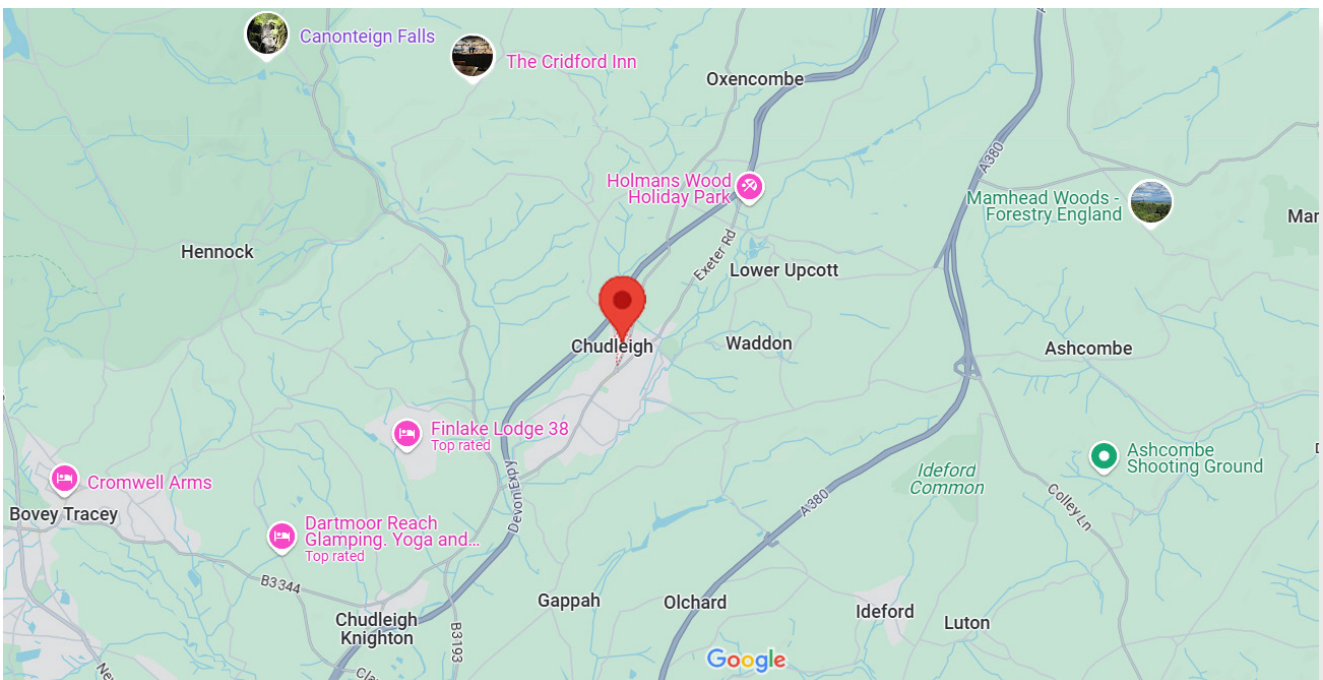 Canonteign Falls
The Cridford Inn
Oxencombe
A380
Holmans Wood
Holiday Park
Mamhead Woods -
Forestry England
Mar
Hennock
Exeter Rd
Lower Upcott
Chudleigh
Waddon
Ashcombe
Finlake Lodge 38
Top rated
Ashcombe
Shooting Ground
Ideford
Common
Cromwell Arms
Bovey Tracey
Devon Expy
A380
Colley Ln
Dartmoor Reach
Glamping. Yoga and...
Top rated
B3344
Gappah
Olchard
Ideford
Luton
Chudleigh
Knighton
B3193
Google